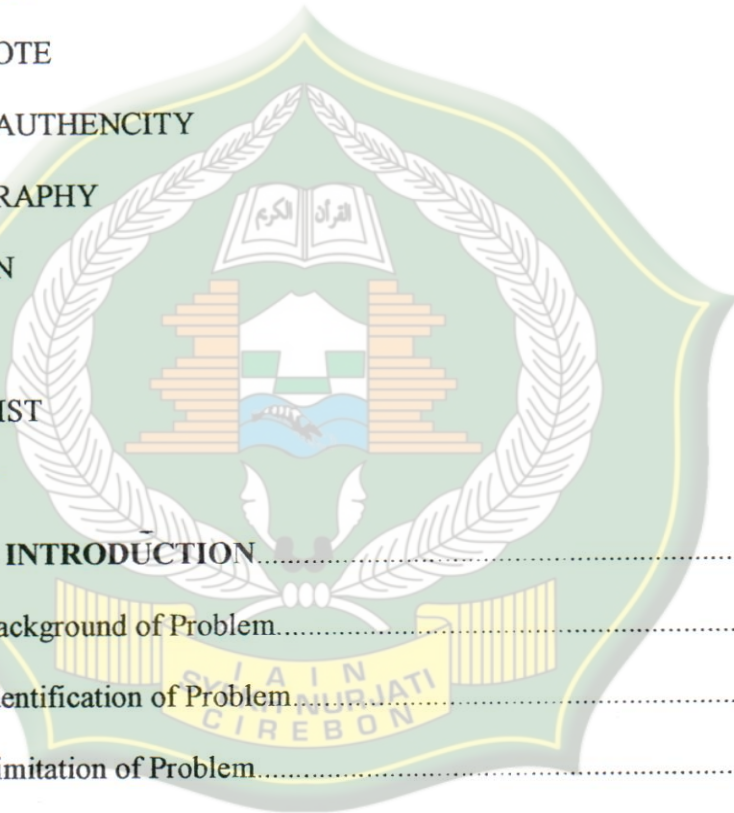 OTE
AUTHENCITY
RAPHY
N
القرآن الكريم
IST
INTRODUCTION
ackground of Problem
IAIN
entification of Problem
SYEKH NURJATI
CIREBON
imitation of Problem